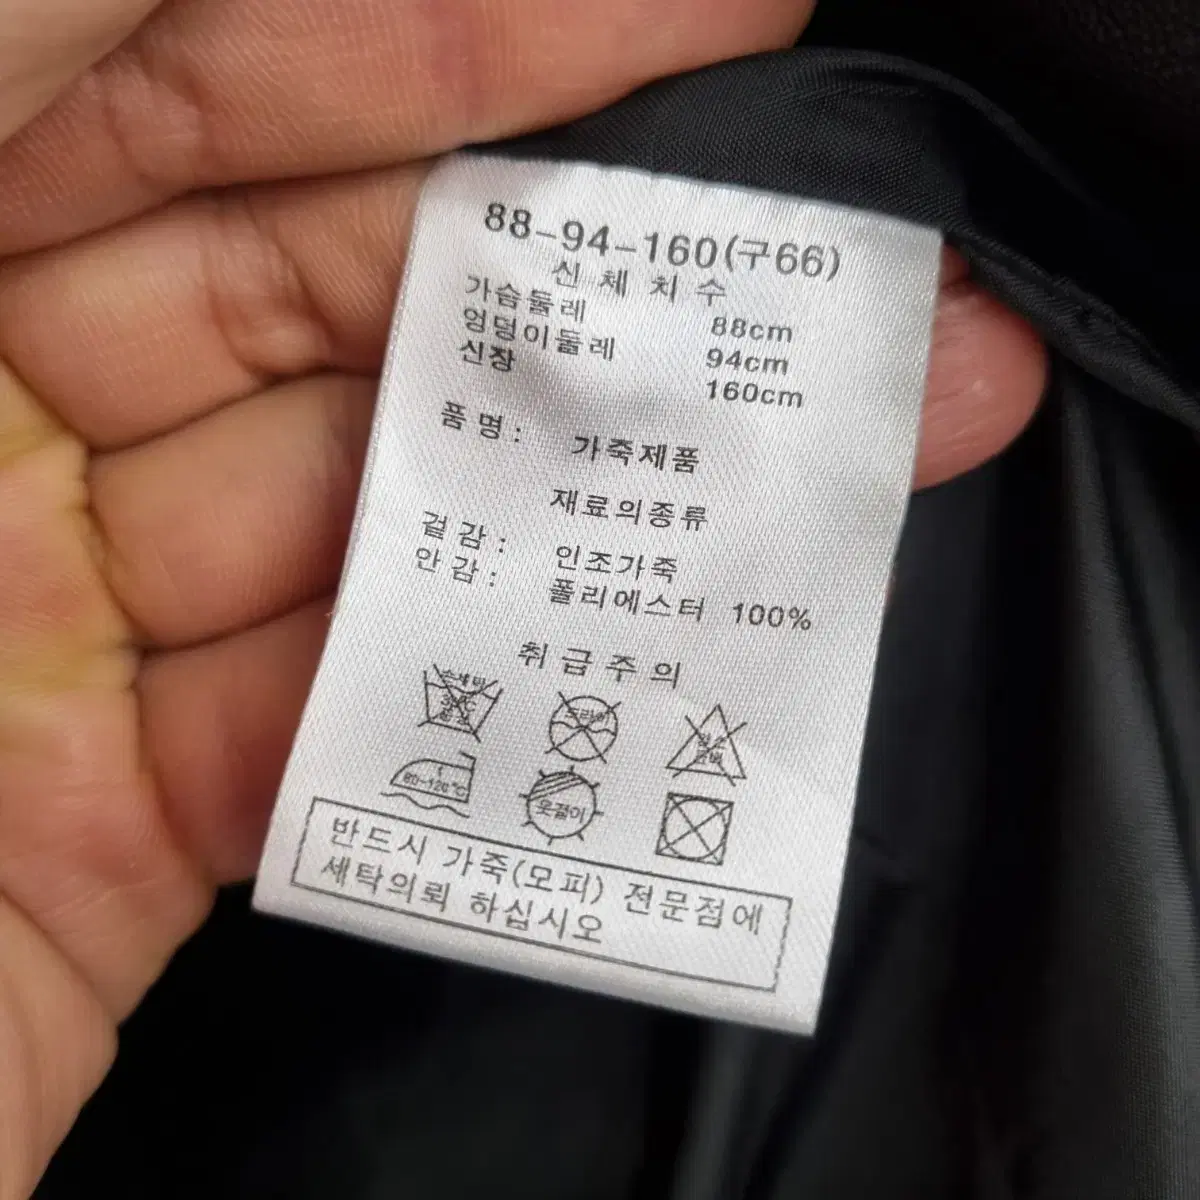 88-94-160(구66)
신체치수
가슴둘레 88cm
엉덩이둘레 94cm
신장 160cm
품명: 가죽제품
재료의종류
겉감: 인조가죽
안감: 폴리에스터 100%
취급주의
드라이
80~120℃
옷걸이
반드시 가죽(모피) 전문점에
세탁의뢰 하십시오